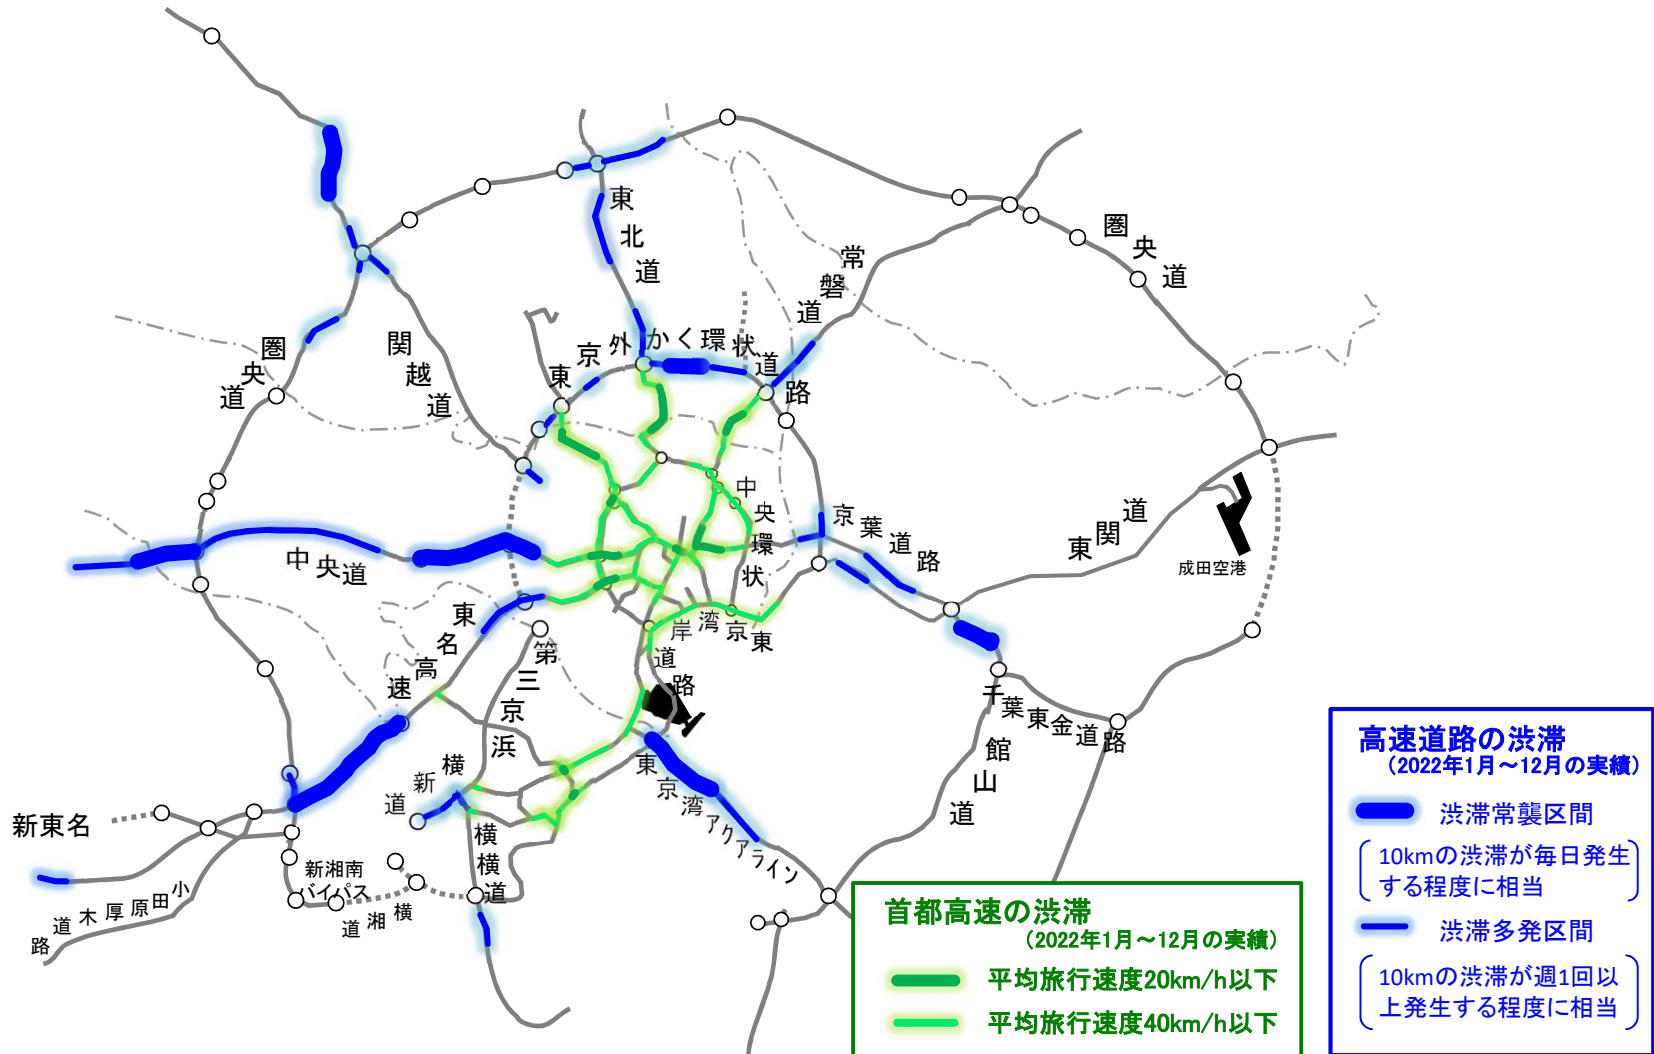 東北道
圏央道
常磐道
東京外かく環状道路
関越道
圏央道
中央環状
京葉道路
東関道
成田空港
中央道
東名高速
第三京浜
東京湾岸道路
千葉東金道路
館山道
東京湾アクアライン
横新道
横横道
新東名
新湘南
バイパス
横湘道
小田原厚木道路
首都高速の渋滞
(2022年1月～12月の実績)
平均旅行速度20km/h以下
平均旅行速度40km/h以下
高速道路の渋滞
(2022年1月～12月の実績)
渋滞常襲区間
10kmの渋滞が毎日発生
する程度に相当
渋滞多発区間
10kmの渋滞が週1回以
上発生する程度に相当